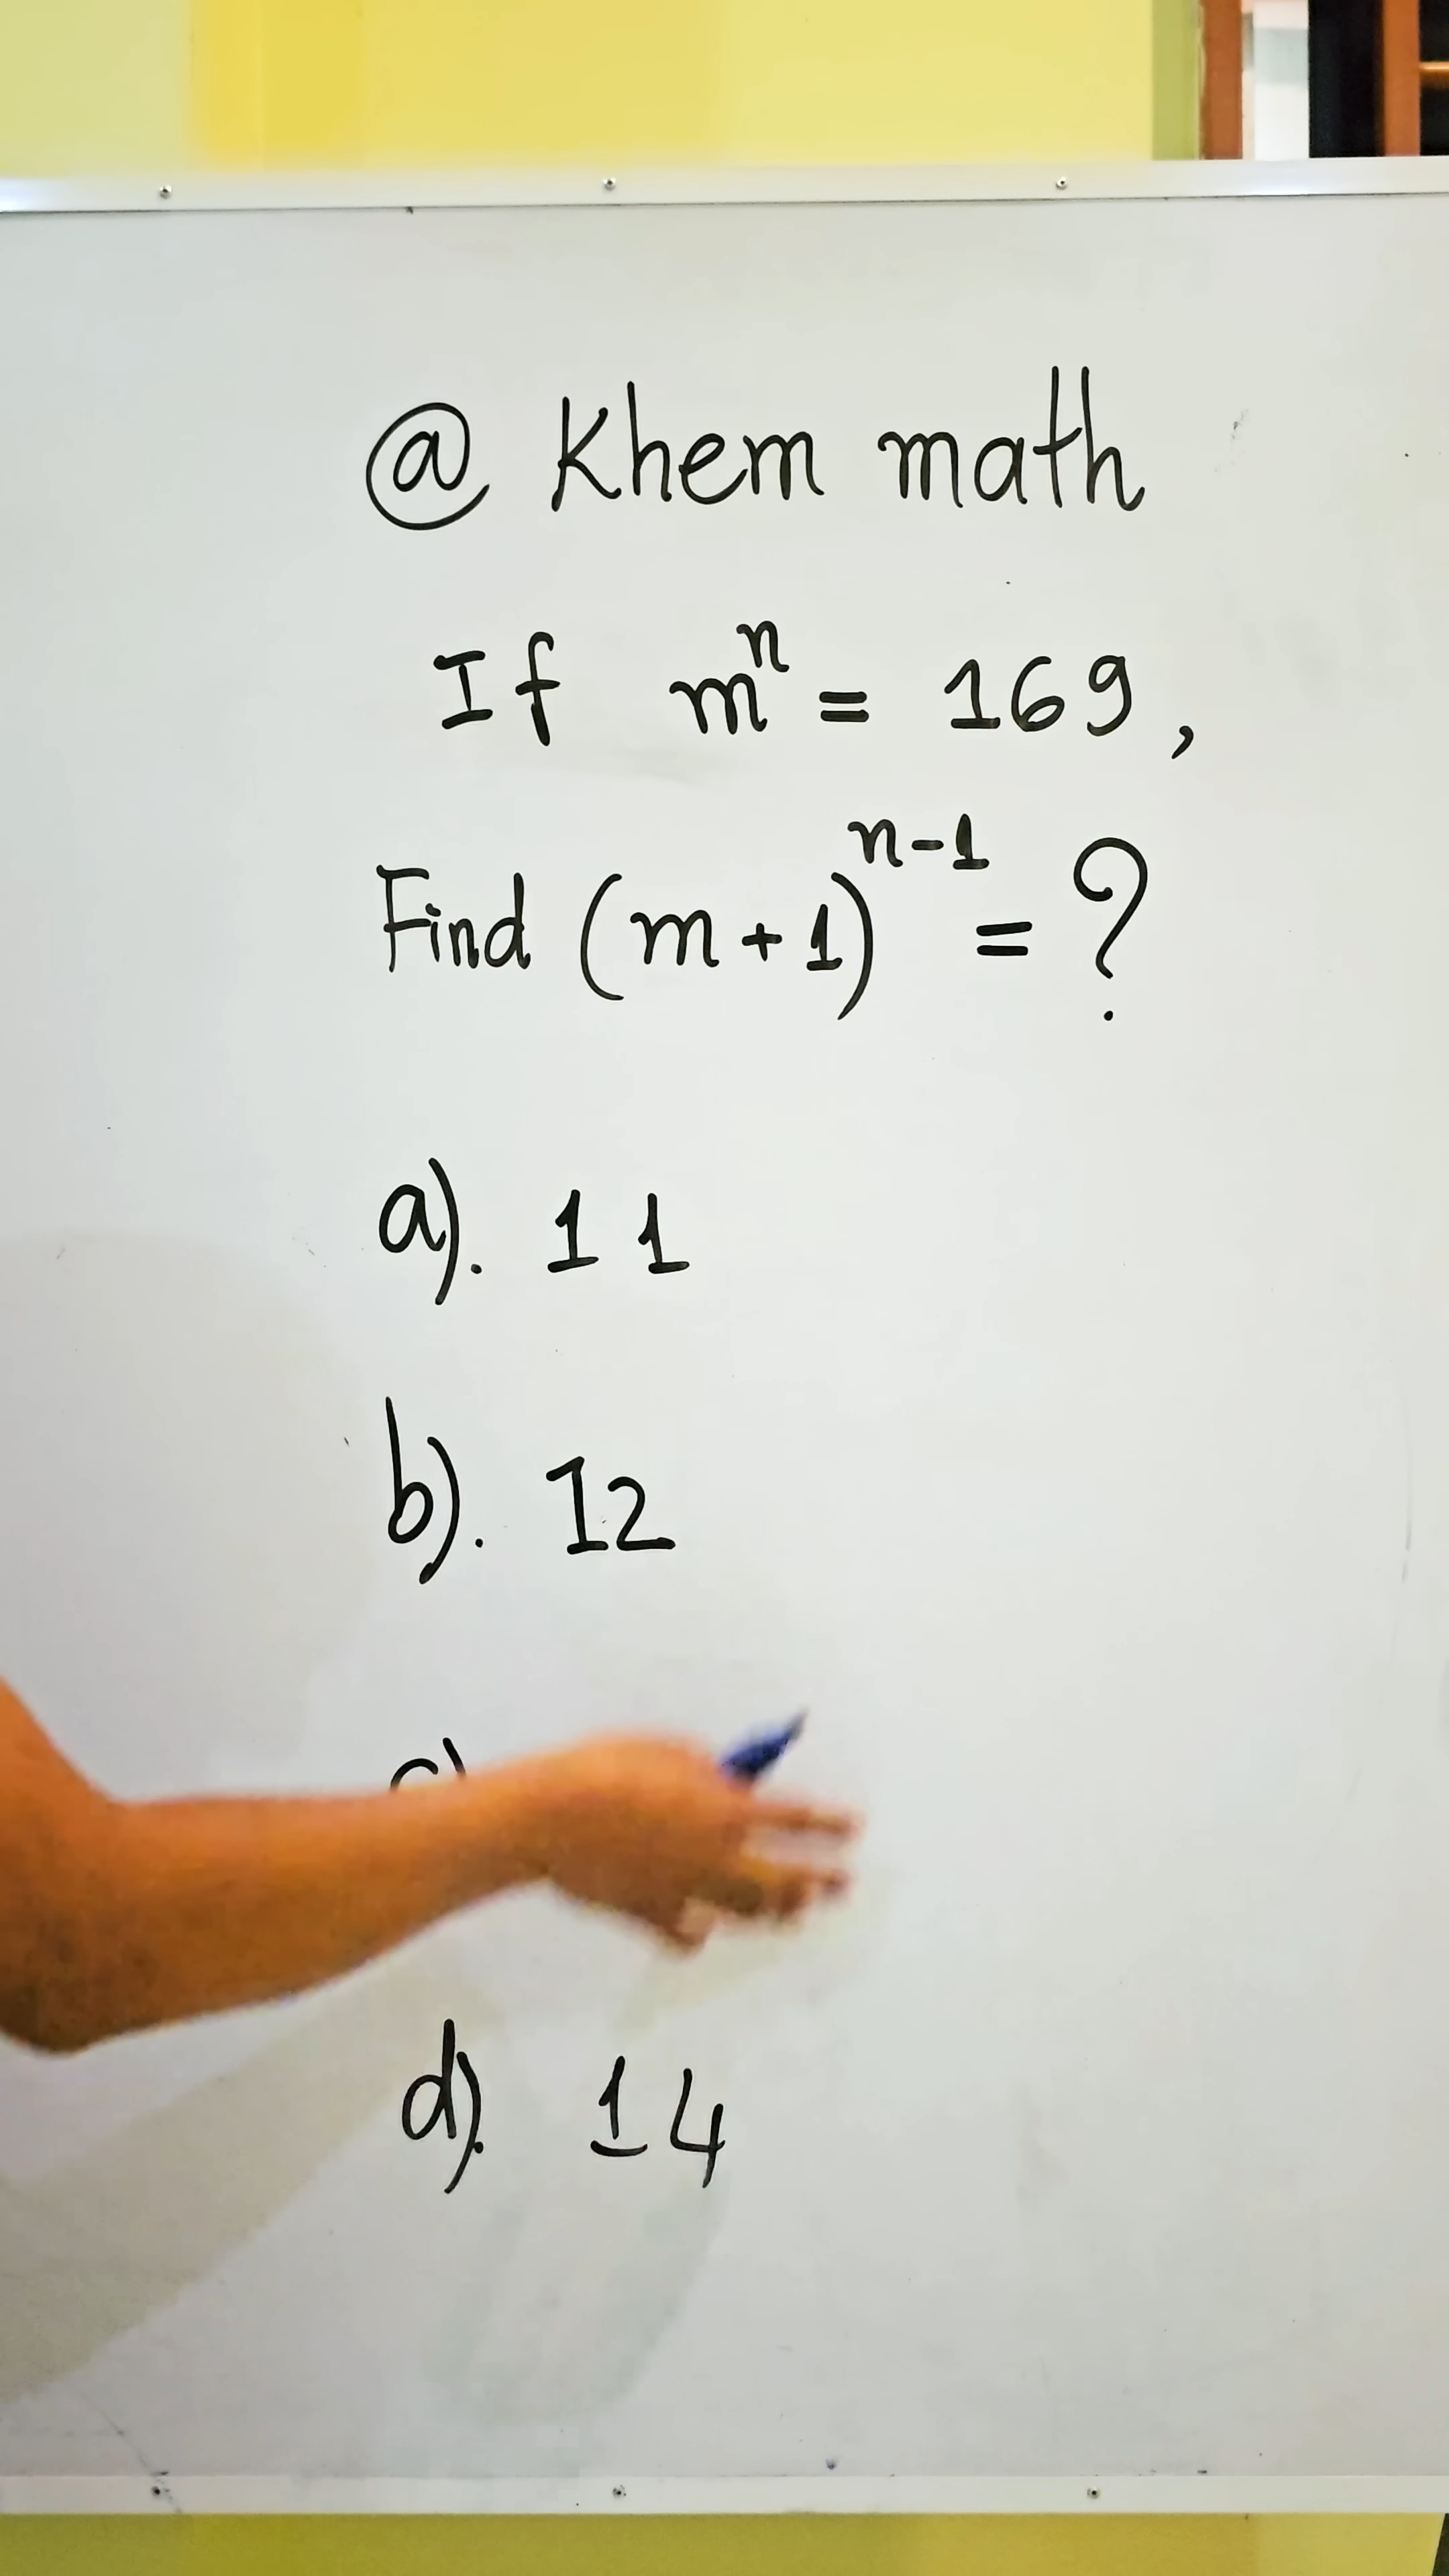 @ Khem math
If mⁿ = 169,
Find (m+1)ⁿ⁻¹ = ?
a). 11
b). 12
d). 14